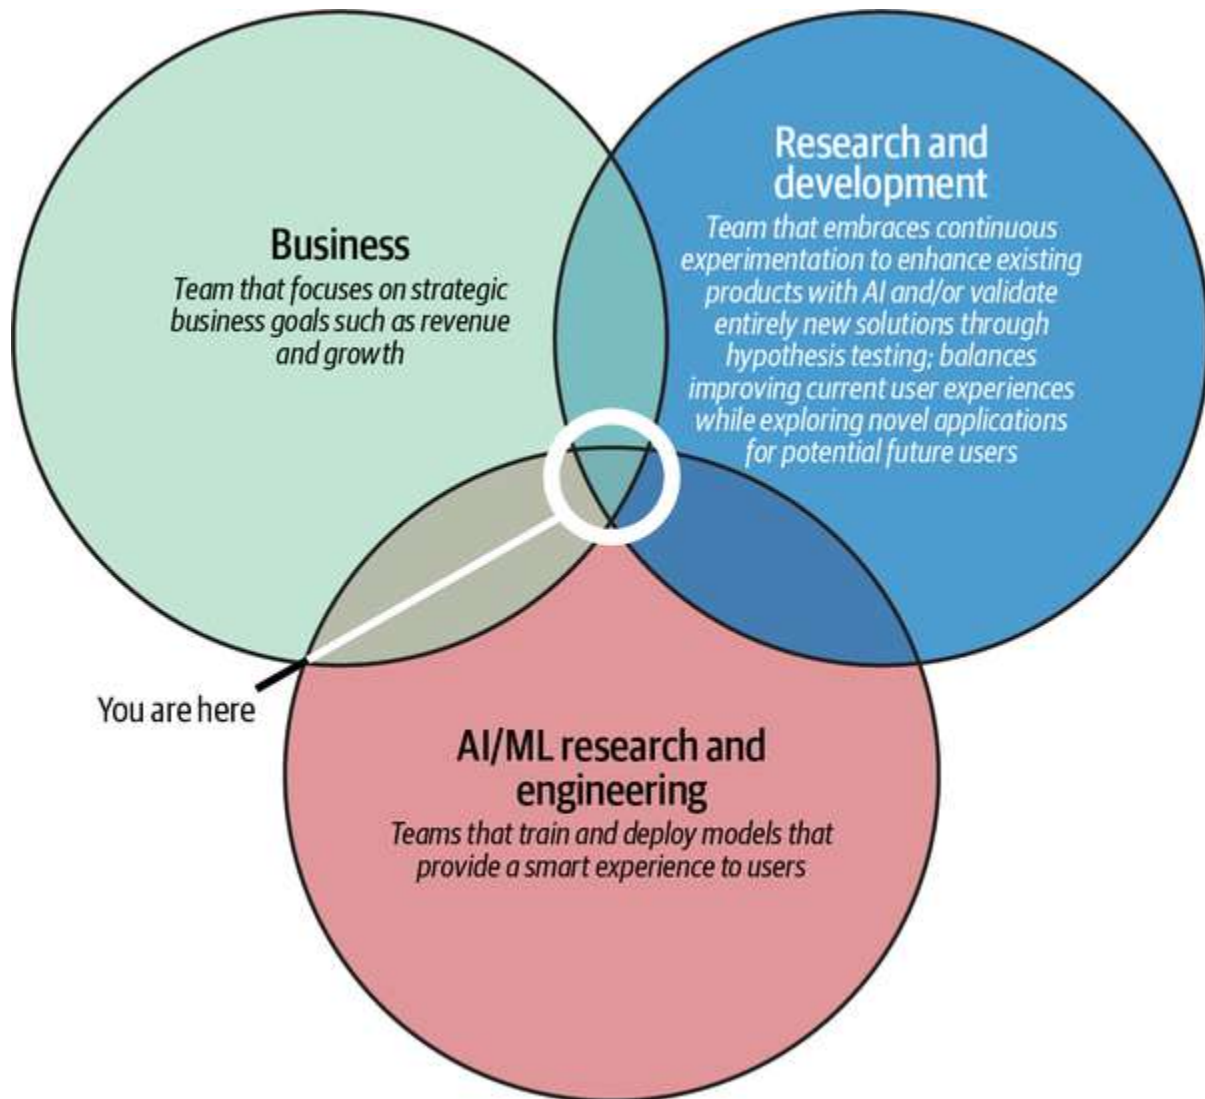 Business
Team that focuses on strategic
business goals such as revenue
and growth
Research and
development
Team that embraces continuous
experimentation to enhance existing
products with AI and/or validate
entirely new solutions through
hypothesis testing; balances
improving current user experiences
while exploring novel applications
for potential future users
You are here
AI/ML research and
engineering
Teams that train and deploy models that
provide a smart experience to users